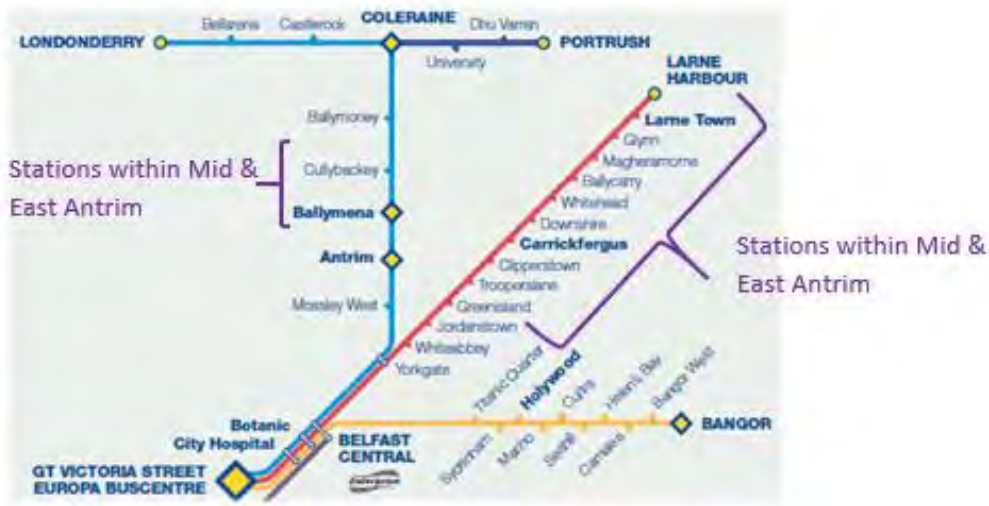 LONDONDERRY
Bellarena
Castlerock
COLERAINE
University
Dhu Varren
PORTRUSH
LARNE
HARBOUR
Larne Town
Glynn
Magheramorne
Ballycarry
Whitehead
Downshire
Carrickfergus
Clipperstown
Trooperslane
Greenisland
Jordanstown
Whiteabbey
Yorkgate
Ballymoney
Cullybackey
Ballymena
Antrim
Mossley West
Stations within Mid &
East Antrim
Stations within Mid &
East Antrim
Titanic Quarter
Holywood
Cultra
Helen's Bay
Bangor West
Sydenham
Marino
Seahill
Carnalea
BANGOR
Botanic
City Hospital
BELFAST
CENTRAL
GT VICTORIA STREET
EUROPA BUSCENTRE